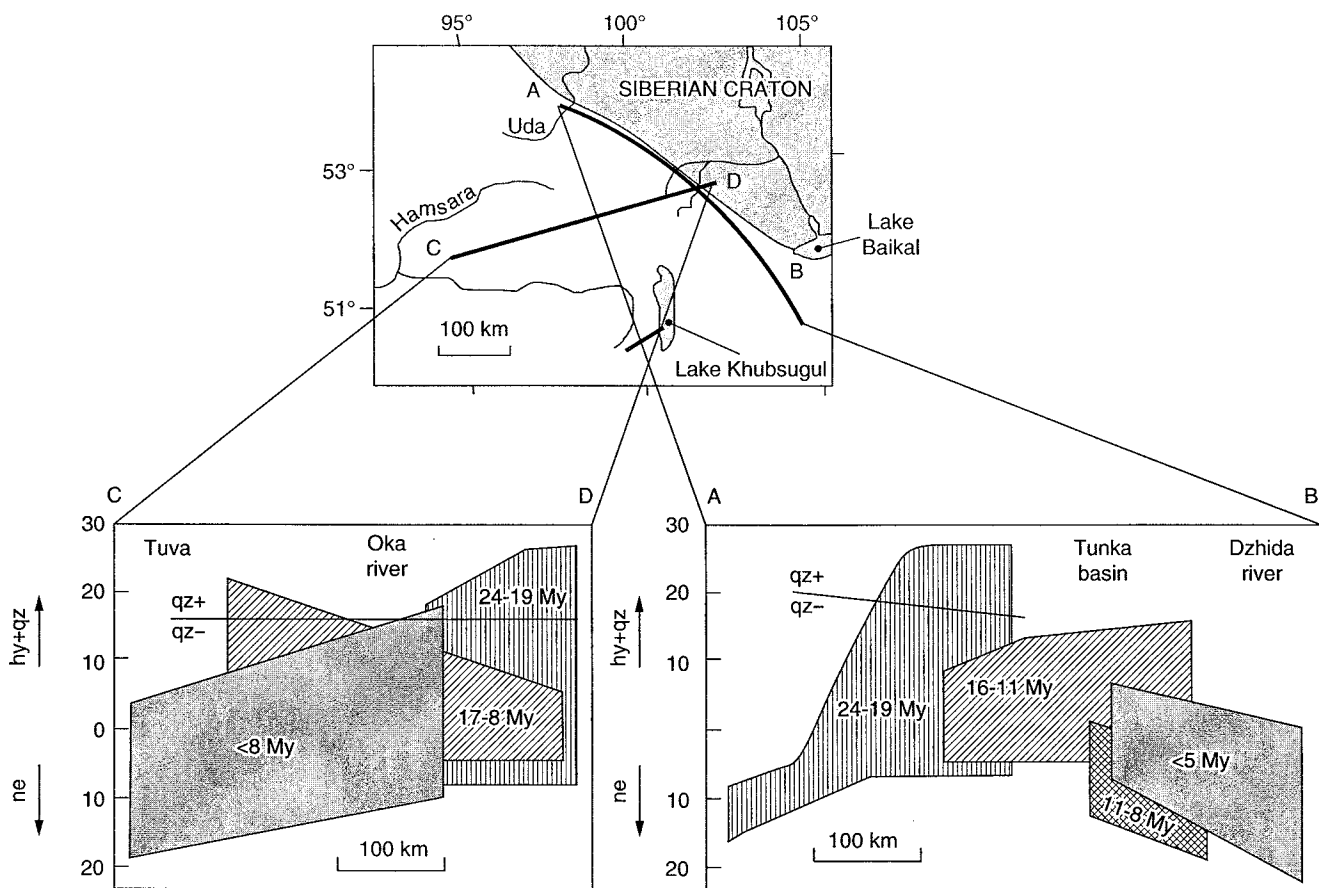 95° 100° 105°
A
SIBERIAN CRATON
Uda
53°
D
Hamsara
C
Lake
Baikal
B
51°
100 km
Lake Khubsugul
C D
30
Tuva
Oka
river
20
qz+
qz–
24-19 My
hy+qz
10
17-8 My
0
<8 My
ne
10
100 km
20
A B
30
Tunka
basin
Dzhida
river
qz+
20
qz–
hy+qz
10
16-11 My
24-19 My
0
<5 My
ne
10
11-8 My
100 km
20